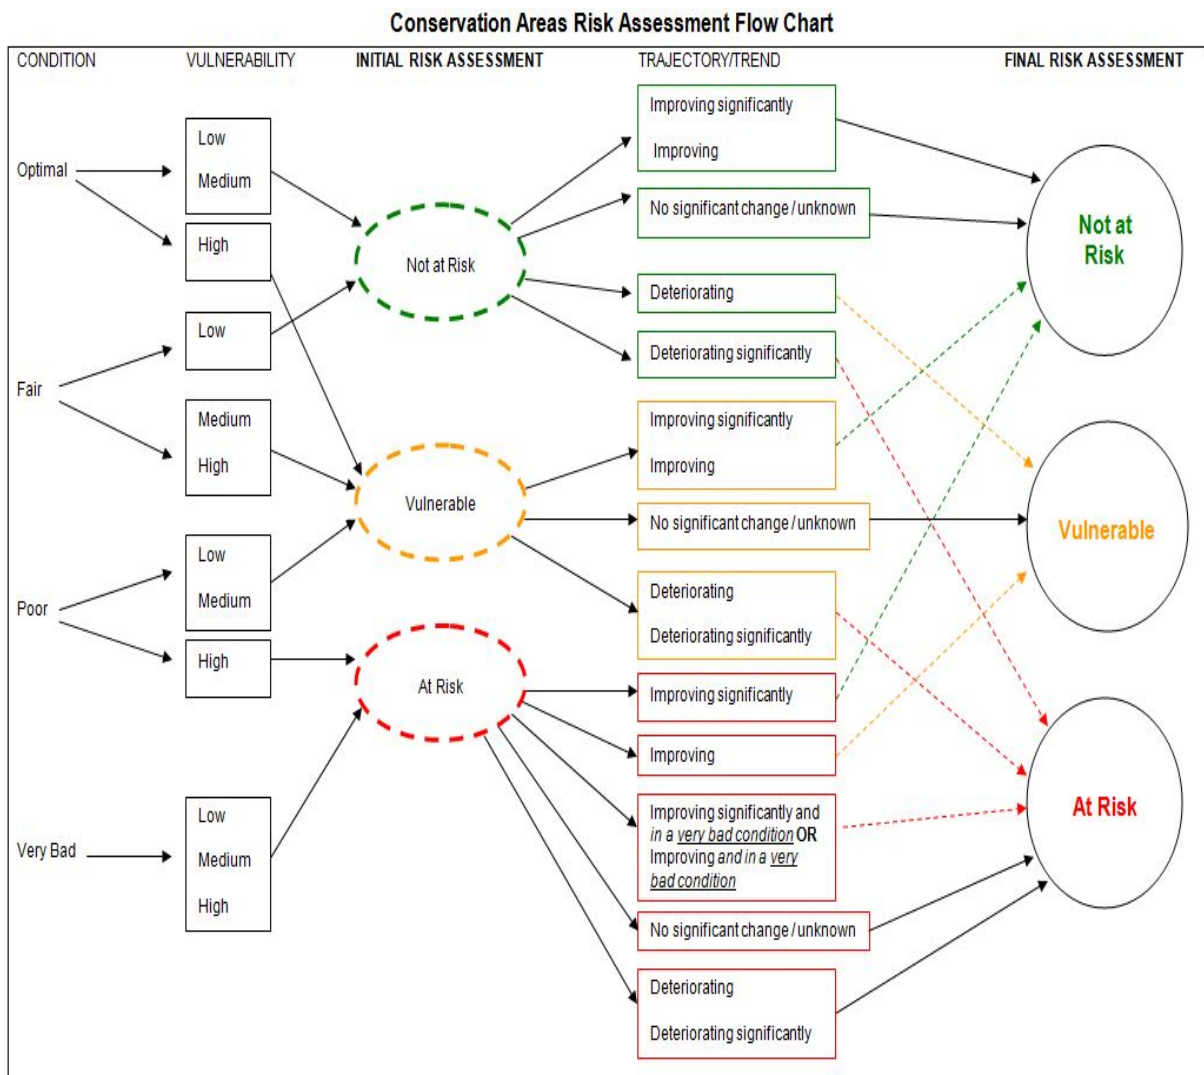 Conservation Areas Risk Assessment Flow Chart
CONDITION
VULNERABILITY
INITIAL RISK ASSESSMENT
TRAJECTORY/TREND
FINAL RISK ASSESSMENT
Optimal
Fair
Poor
Very Bad
Low
Medium
High
Low
Medium
High
Low
Medium
High
Low
Medium
High
Not at Risk
Vulnerable
At Risk
Improving significantly
Improving
No significant change / unknown
Deteriorating
Deteriorating significantly
Improving significantly
Improving
No significant change / unknown
Deteriorating
Deteriorating significantly
Improving significantly
Improving
Improving significantly and
in a very bad condition OR
Improving and in a very
bad condition
No significant change / unknown
Deteriorating
Deteriorating significantly
Not at
Risk
Vulnerable
At Risk